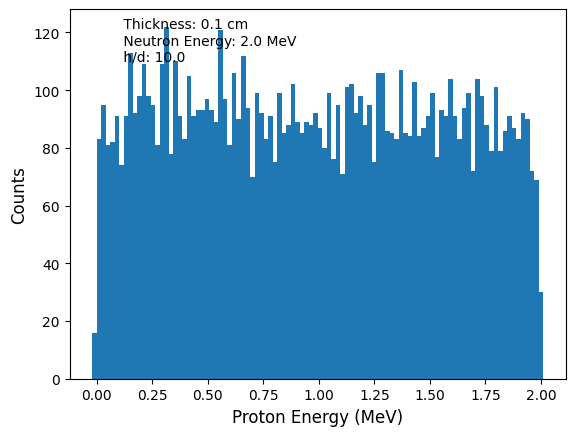 Thickness: 0.1 cm
Neutron Energy: 2.0 MeV
h/d: 10.0
120
100
80
60
40
20
0
Counts
0.00 0.25 0.50 0.75 1.00 1.25 1.50 1.75 2.00
Proton Energy (MeV)